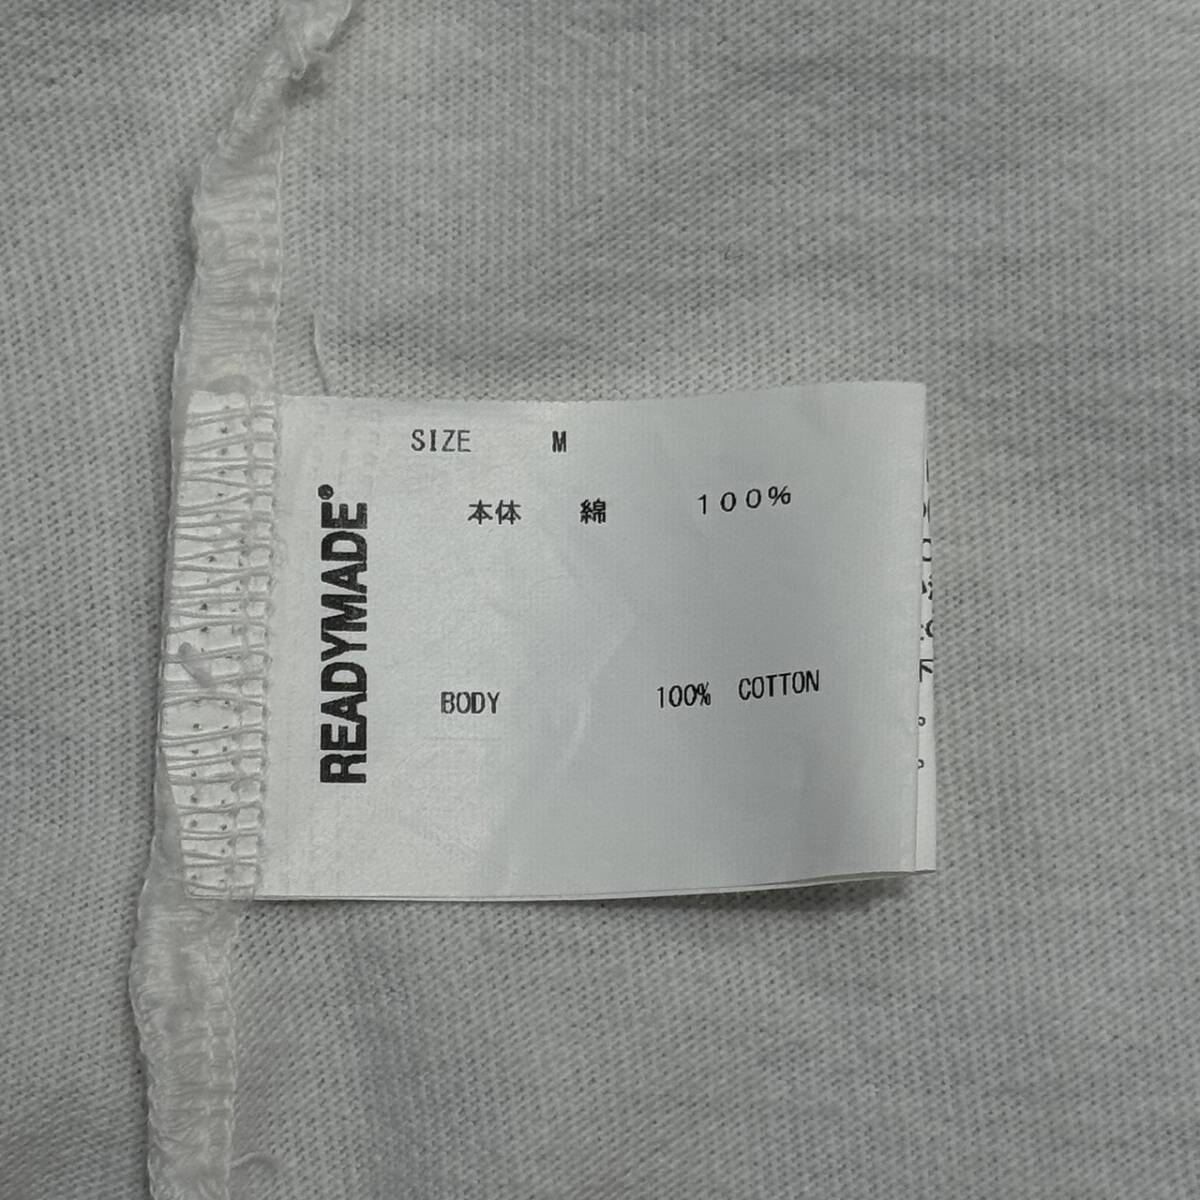 SIZE M
本体 綿 １００％
READYMADE®
BODY 100% COTTON